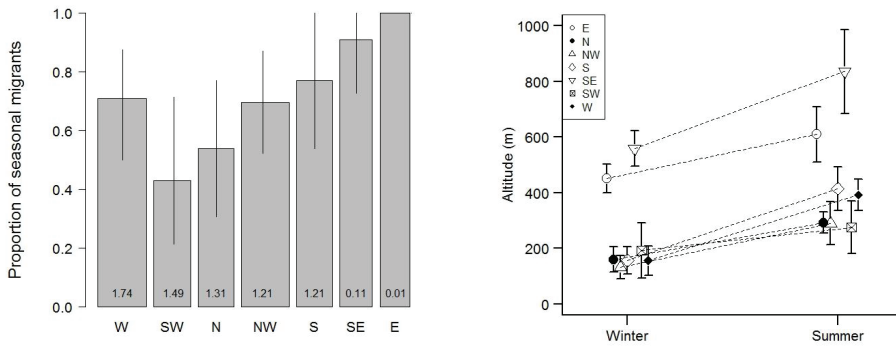 Proportion of seasonal migrants
1.0
0.8
0.6
0.4
0.2
0.0
1.74 1.49 1.31 1.21 1.21 0.11 0.01
W SW N NW S SE E
Altitude (m)
1000
800
600
400
200
0
E
N
NW
S
SE
SW
W
Winter Summer